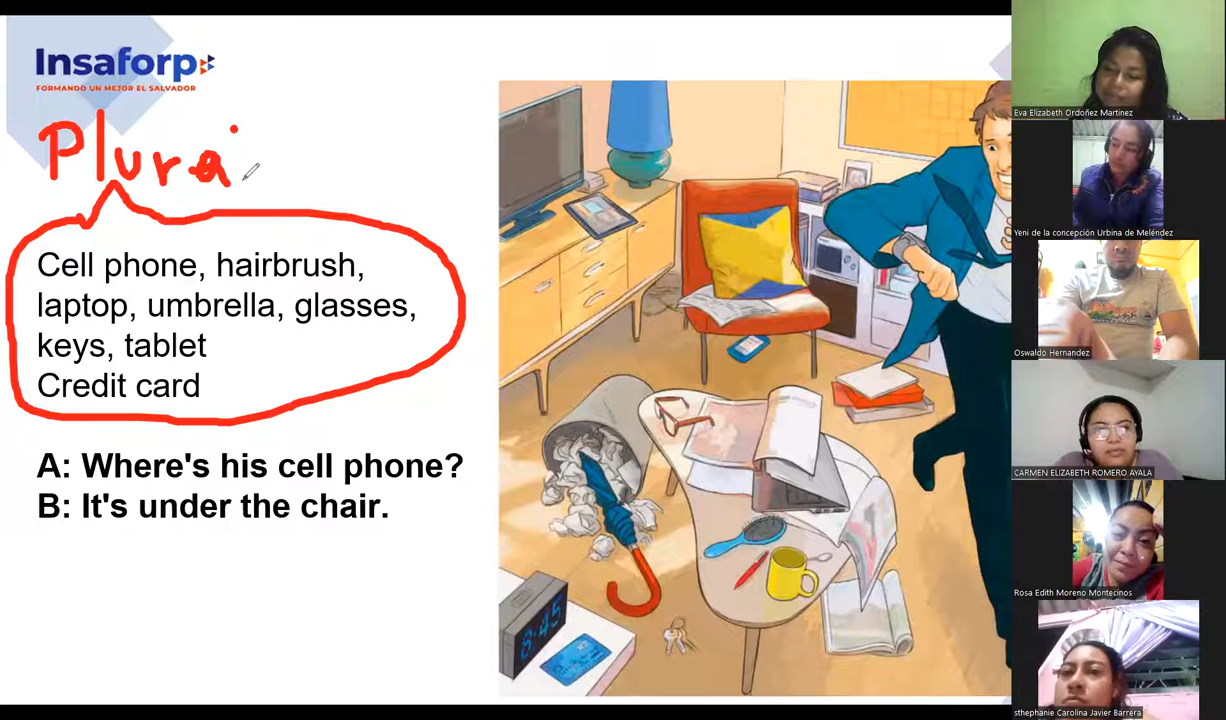 Insaforp
FORMANDO UN MEJOR EL SALVADOR
Plura
Cell phone, hairbrush,
laptop, umbrella, glasses,
keys, tablet
Credit card
A: Where's his cell phone?
B: It's under the chair.
8:45
Eva Elizabeth Ordoñez Martinez
Yeni de la concepción Urbina de Meléndez
Oswaldo Hernandez
CARMEN ELIZABETH ROMERO AYALA
Rosa Edith Moreno Montecinos
sthephanie Carolina Javier Barrera